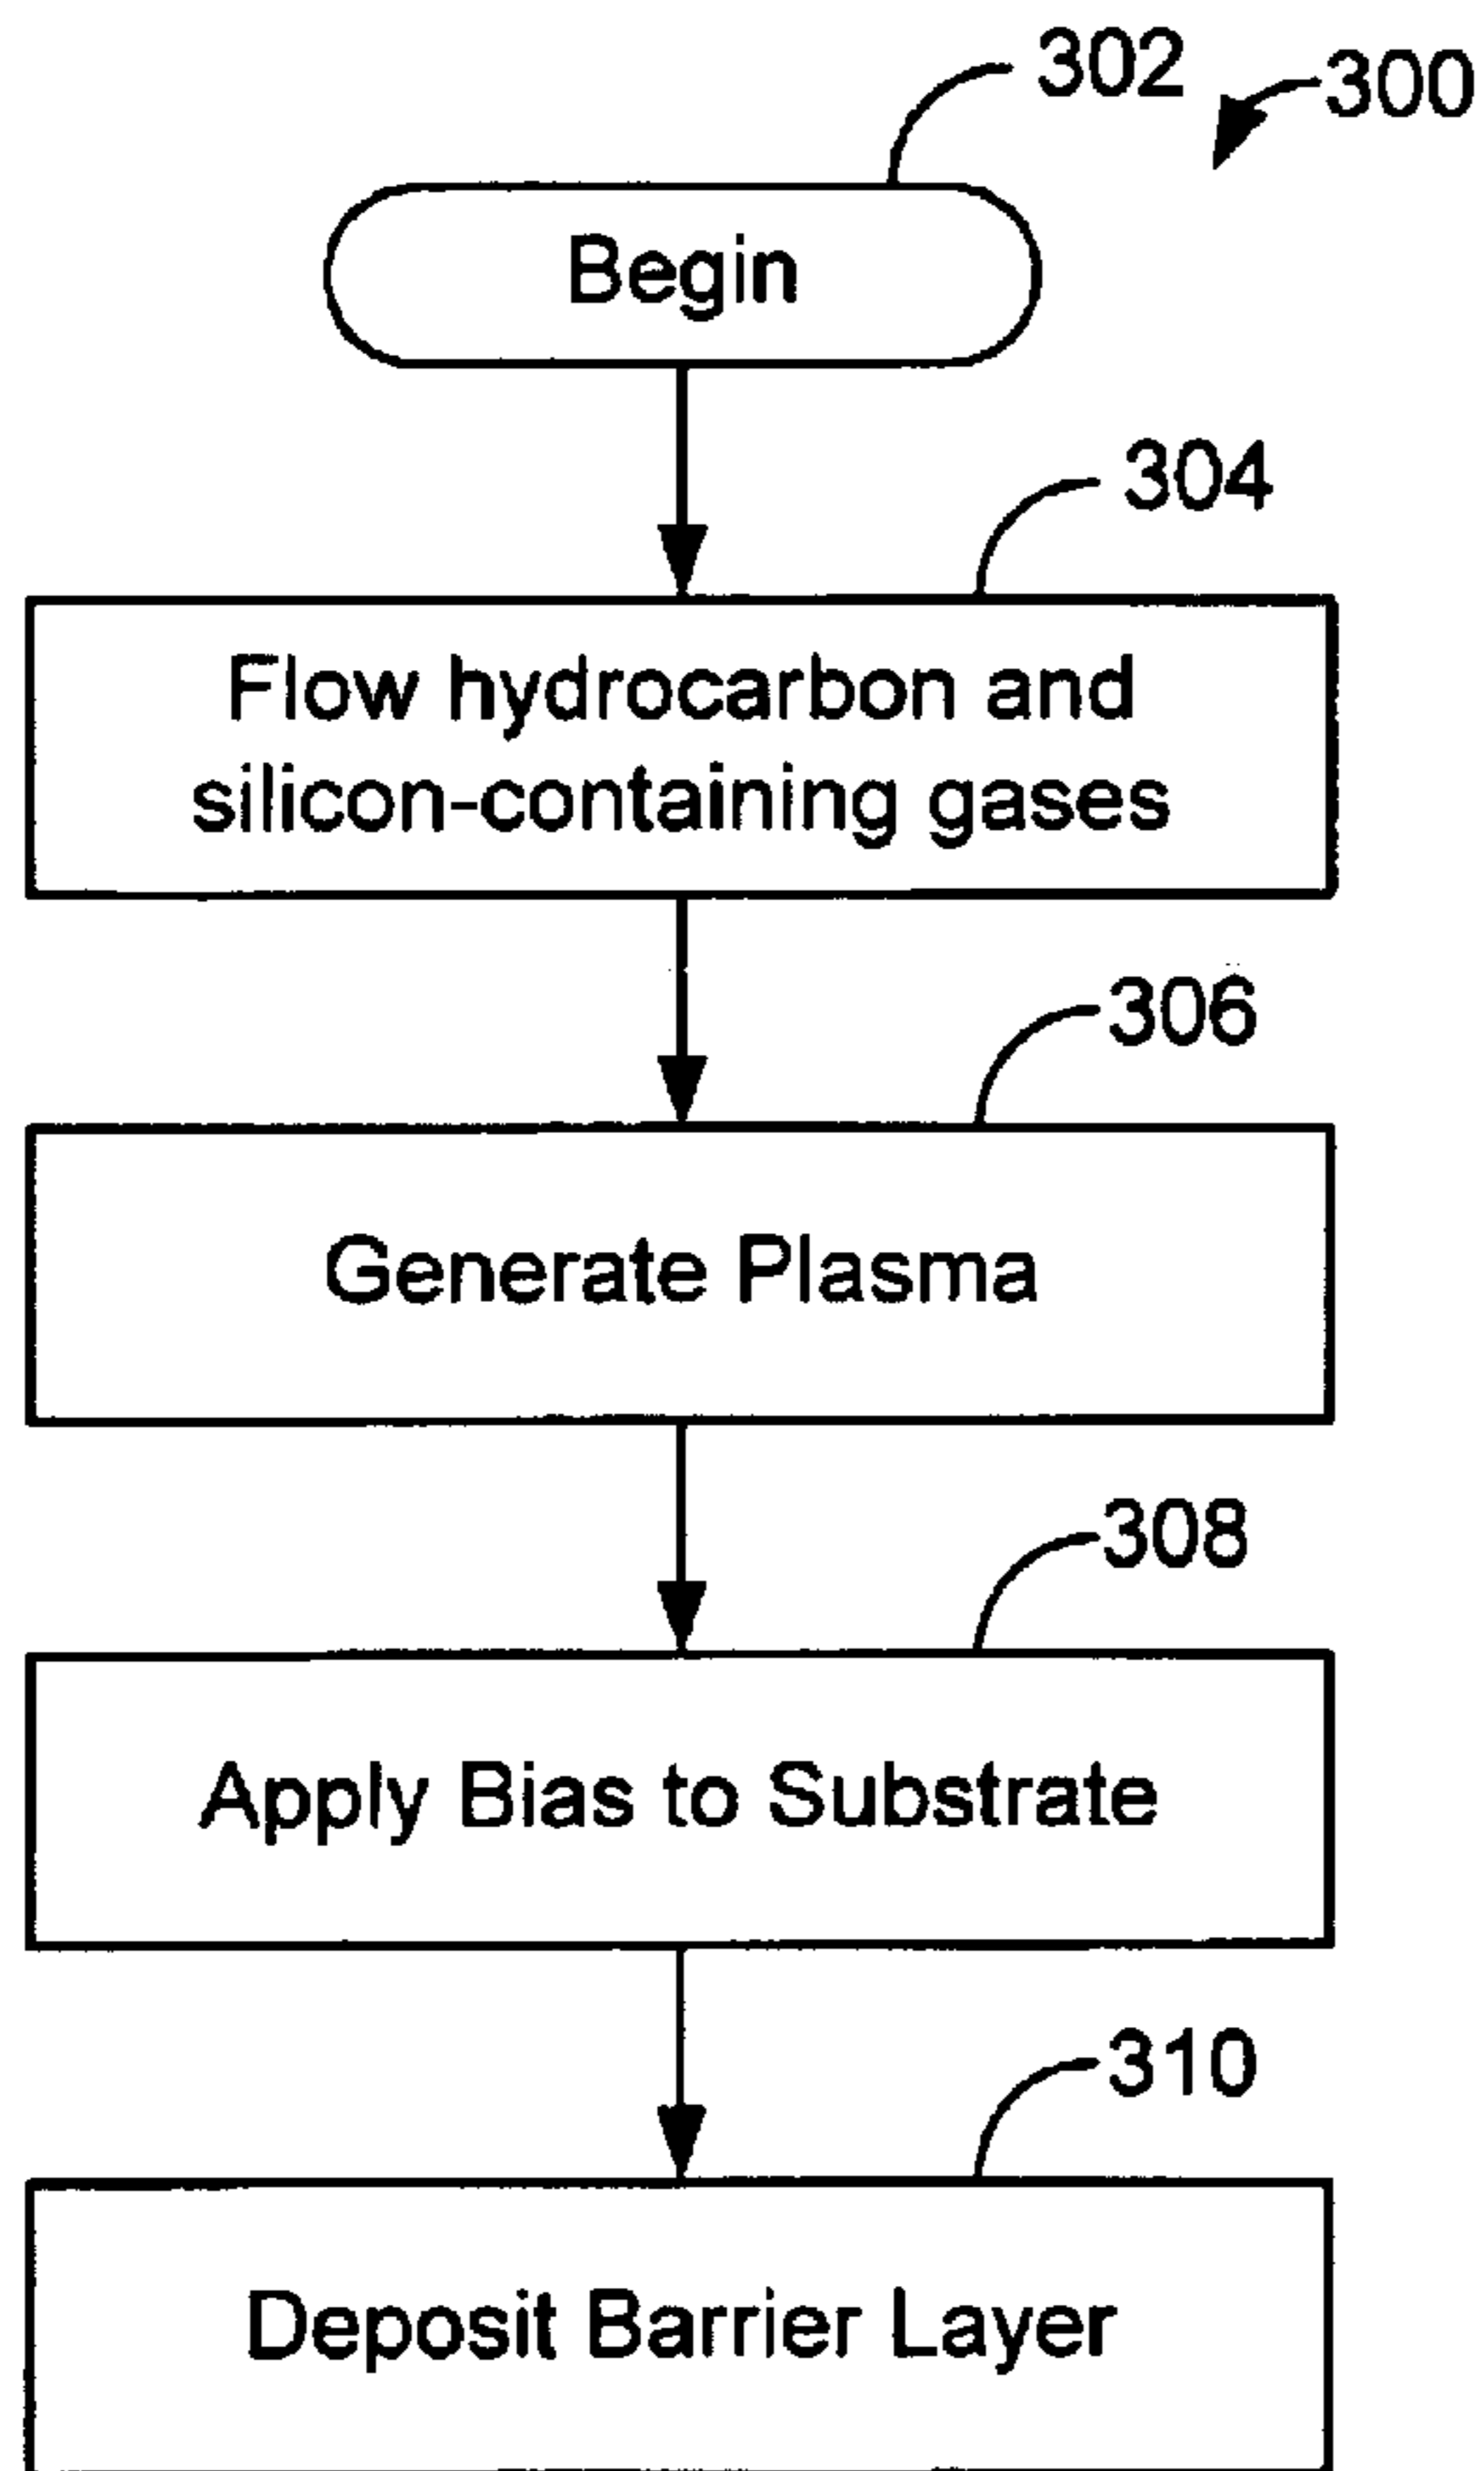 302
300
Begin
304
Flow hydrocarbon and
silicon-containing gases
306
Generate Plasma
308
Apply Bias to Substrate
310
Deposit Barrier Layer